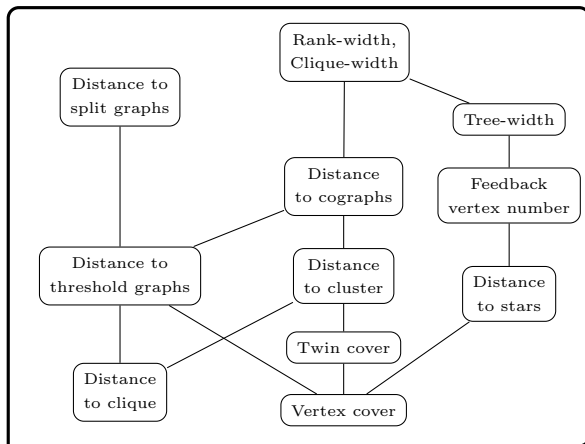 Rank-width,
Clique-width
Distance to
split graphs
Tree-width
Distance
to cographs
Feedback
vertex number
Distance to
threshold graphs
Distance
to cluster
Distance
to stars
Twin cover
Distance
to clique
Vertex cover